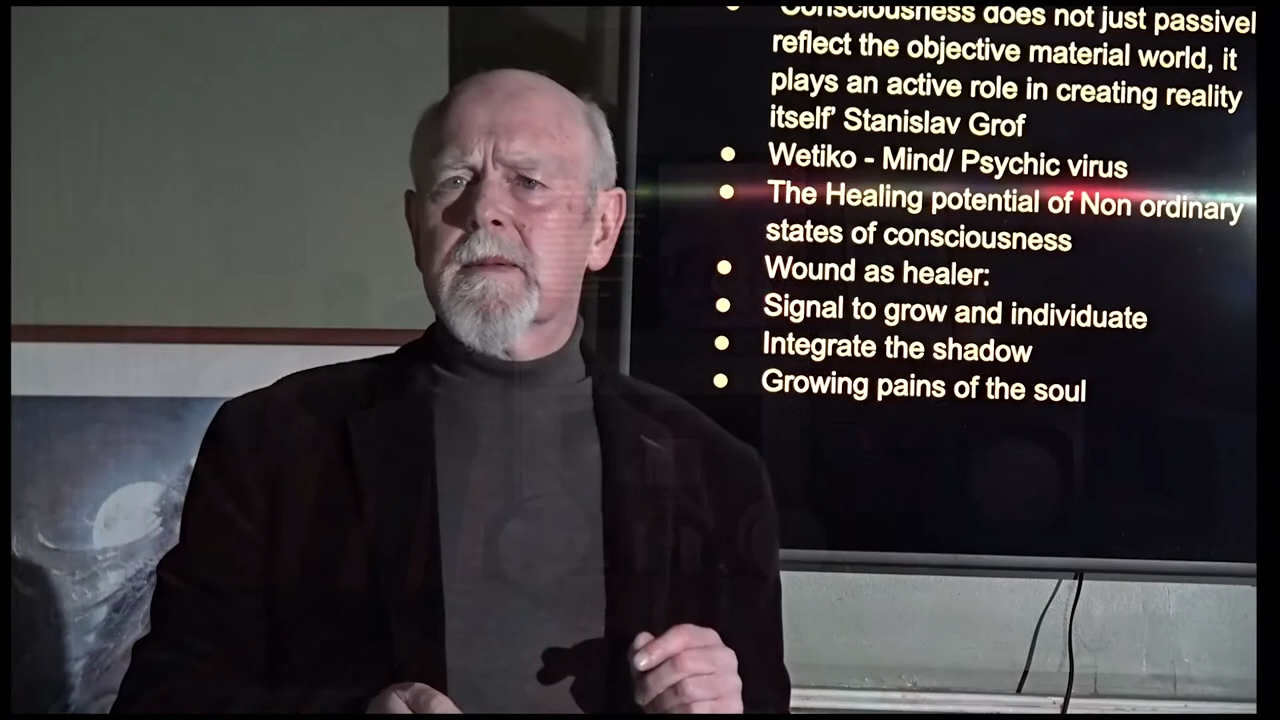 'Consciousness does not just passivel
reflect the objective material world, it
plays an active role in creating reality
itself' Stanislav Grof
Wetiko - Mind/ Psychic virus
The Healing potential of Non ordinary
states of consciousness
Wound as healer:
Signal to grow and individuate
Integrate the shadow
Growing pains of the soul